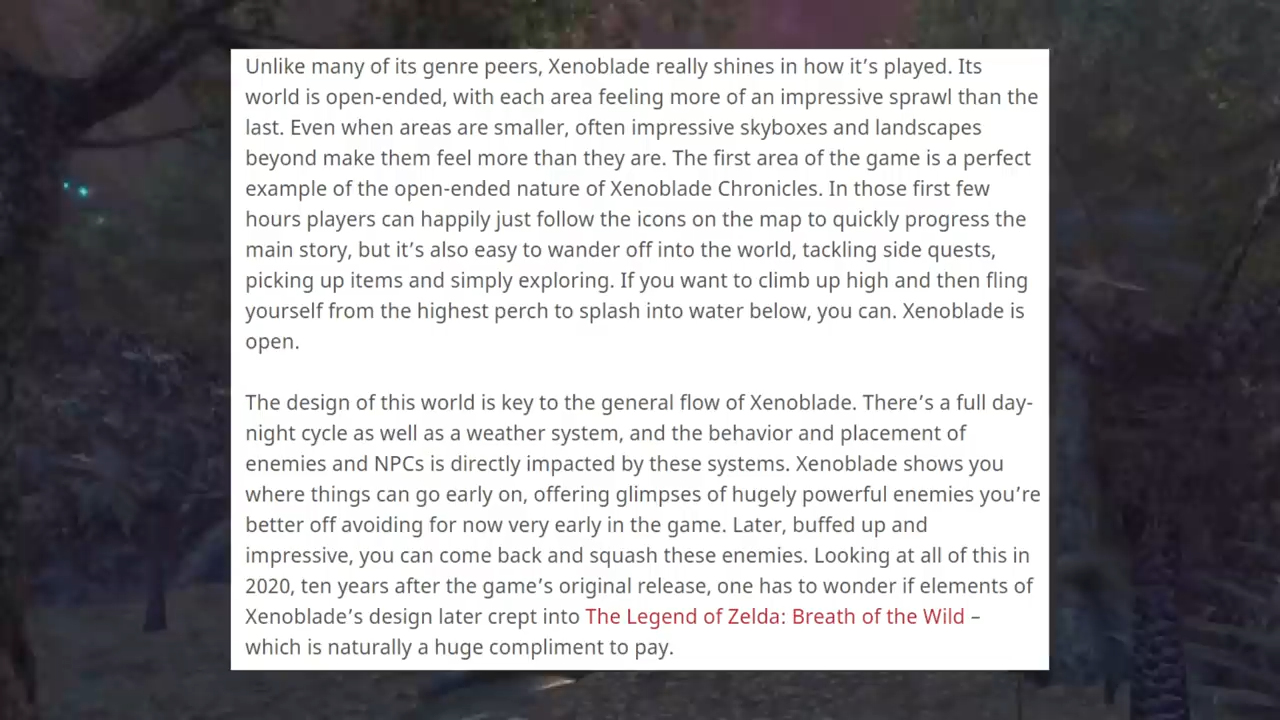 Unlike many of its genre peers, Xenoblade really shines in how it’s played. Its
world is open-ended, with each area feeling more of an impressive sprawl than the
last. Even when areas are smaller, often impressive skyboxes and landscapes
beyond make them feel more than they are. The first area of the game is a perfect
example of the open-ended nature of Xenoblade Chronicles. In those first few
hours players can happily just follow the icons on the map to quickly progress the
main story, but it’s also easy to wander off into the world, tackling side quests,
picking up items and simply exploring. If you want to climb up high and then fling
yourself from the highest perch to splash into water below, you can. Xenoblade is
open.
The design of this world is key to the general flow of Xenoblade. There’s a full day-
night cycle as well as a weather system, and the behavior and placement of
enemies and NPCs is directly impacted by these systems. Xenoblade shows you
where things can go early on, offering glimpses of hugely powerful enemies you’re
better off avoiding for now very early in the game. Later, buffed up and
impressive, you can come back and squash these enemies. Looking at all of this in
2020, ten years after the game’s original release, one has to wonder if elements of
Xenoblade’s design later crept into The Legend of Zelda: Breath of the Wild –
which is naturally a huge compliment to pay.